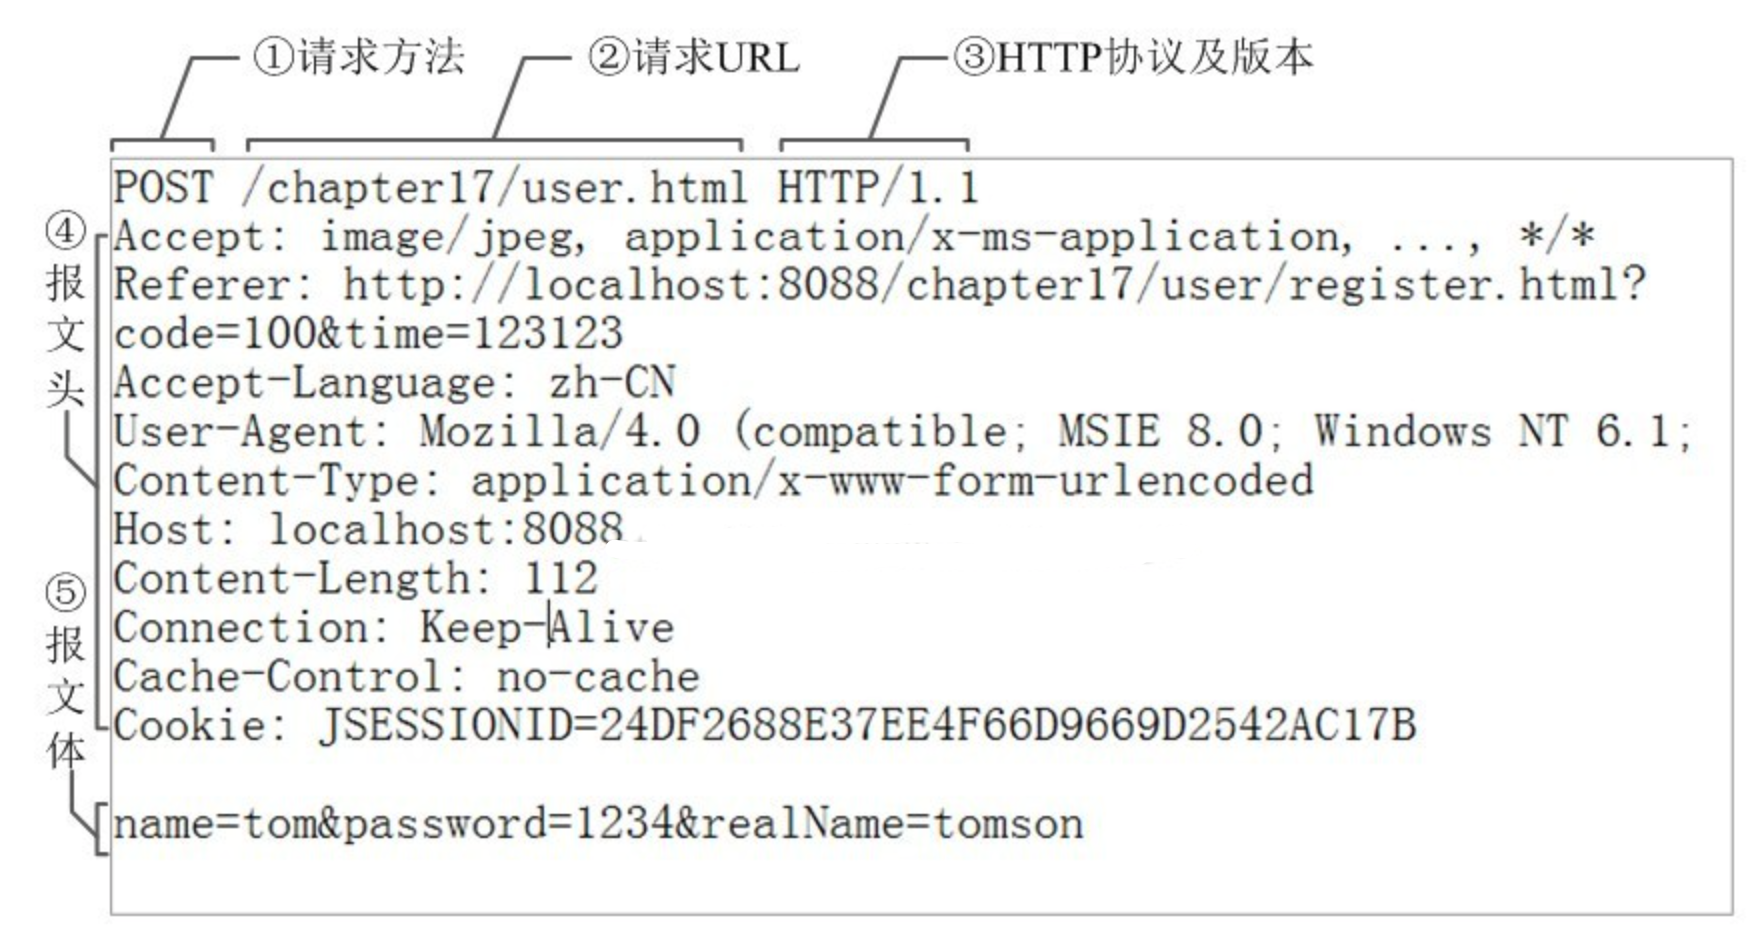 ①请求方法 ②请求URL ③HTTP协议及版本
POST /chapter17/user.html HTTP/1.1
④报文头
Accept: image/jpeg, application/x-ms-application, ..., */*
Referer: http://localhost:8088/chapter17/user/register.html?
code=100&time=123123
Accept-Language: zh-CN
User-Agent: Mozilla/4.0 (compatible; MSIE 8.0; Windows NT 6.1;
Content-Type: application/x-www-form-urlencoded
Host: localhost:8088
Content-Length: 112
Connection: Keep-Alive
Cache-Control: no-cache
Cookie: JSESSIONID=24DF2688E37EE4F66D9669D2542AC17B
⑤报文体
name=tom&password=1234&realName=tomson